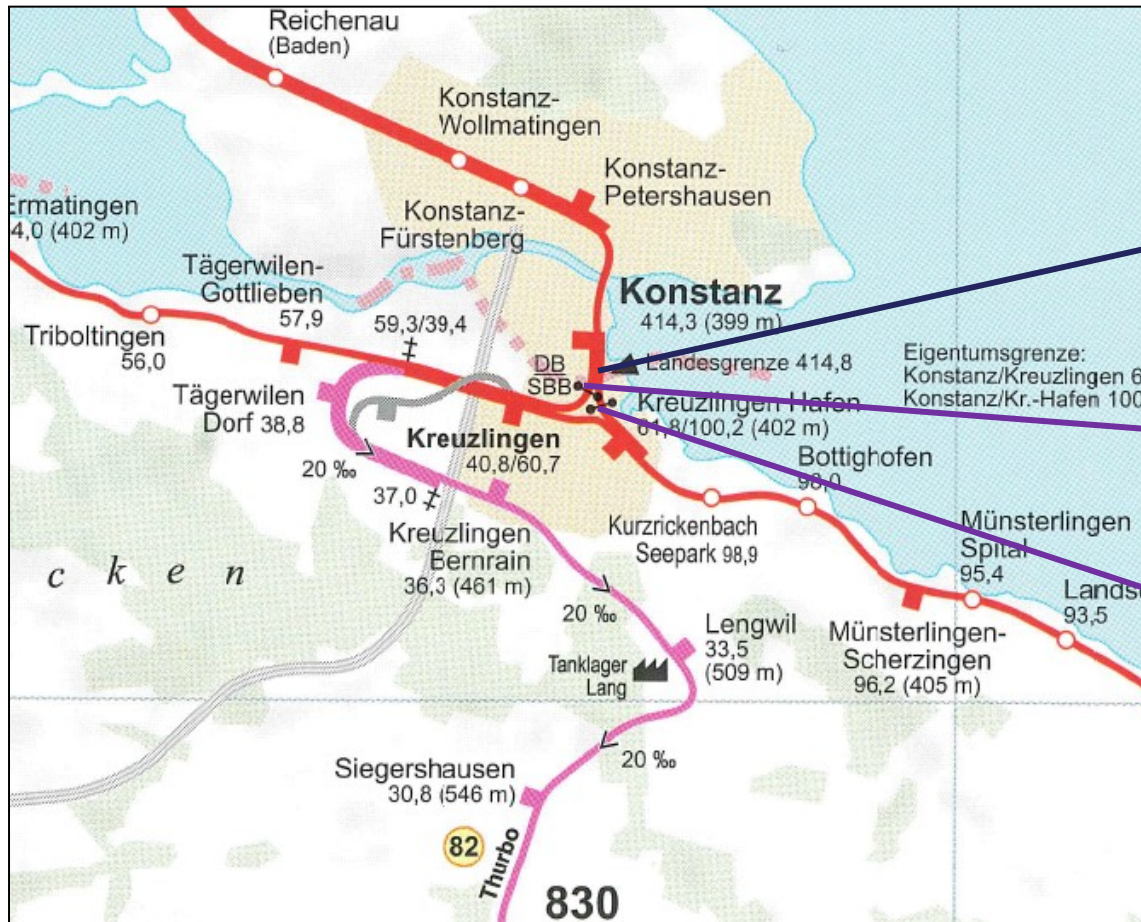 Reichenau
(Baden)
Konstanz-
Wollmatingen
Konstanz-
Petershausen
Ermatingen
4,0 (402 m)
Konstanz-
Fürstenberg
Tägerwilen-
Gottlieben
57,9
59,3/39,4
Triboltingen
56,0
Konstanz
414,3 (399 m)
DB
SBB
Landesgrenze 414,8
Eigentumsgrenze:
Konstanz/Kreuzlingen 6
Konstanz/Kr.-Hafen 100
Tägerwilen
Dorf 38,8
Kreuzlingen Hafen
61,8/100,2 (402 m)
Kreuzlingen
40,8/60,7
20 ‰
37,0
Bottighofen
98,0
Kreuzlingen
Bernrain
36,3 (461 m)
Kurzrickenbach
Seepark 98,9
Münsterlingen
Spital
95,4
c k e n
Lands
93,5
20 ‰
Lengwil
33,5
(509 m)
Münsterlingen-
Scherzingen
96,2 (405 m)
Tanklager
Lang
20 ‰
Siegershausen
30,8 (546 m)
82
Thurbo
830